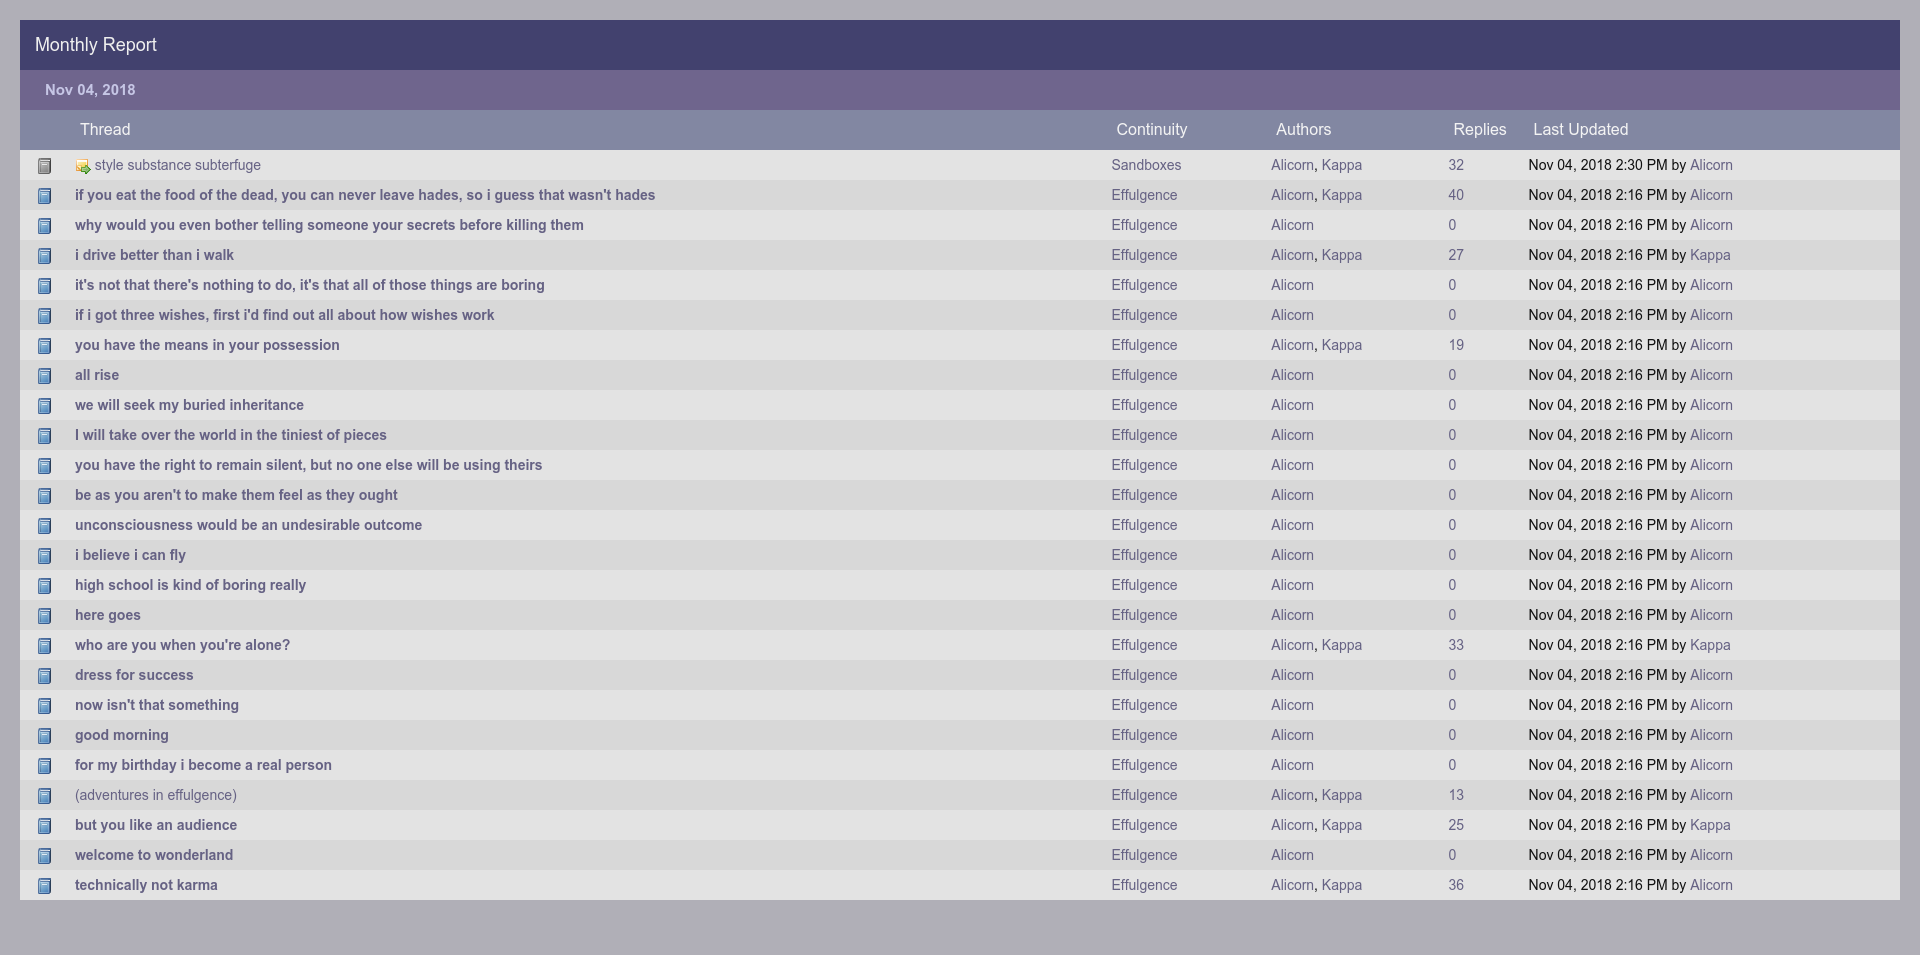 Monthly Report
Nov 04, 2018
Thread Continuity Authors Replies Last Updated
style substance subterfuge Sandboxes Alicorn, Kappa 32 Nov 04, 2018 2:30 PM by Alicorn
if you eat the food of the dead, you can never leave hades, so i guess that wasn't hades Effulgence Alicorn, Kappa 40 Nov 04, 2018 2:16 PM by Alicorn
why would you even bother telling someone your secrets before killing them Effulgence Alicorn 0 Nov 04, 2018 2:16 PM by Alicorn
i drive better than i walk Effulgence Alicorn, Kappa 27 Nov 04, 2018 2:16 PM by Kappa
it's not that there's nothing to do, it's that all of those things are boring Effulgence Alicorn 0 Nov 04, 2018 2:16 PM by Alicorn
if i got three wishes, first i'd find out all about how wishes work Effulgence Alicorn 0 Nov 04, 2018 2:16 PM by Alicorn
you have the means in your possession Effulgence Alicorn, Kappa 19 Nov 04, 2018 2:16 PM by Alicorn
all rise Effulgence Alicorn 0 Nov 04, 2018 2:16 PM by Alicorn
we will seek my buried inheritance Effulgence Alicorn 0 Nov 04, 2018 2:16 PM by Alicorn
I will take over the world in the tiniest of pieces Effulgence Alicorn 0 Nov 04, 2018 2:16 PM by Alicorn
you have the right to remain silent, but no one else will be using theirs Effulgence Alicorn 0 Nov 04, 2018 2:16 PM by Alicorn
be as you aren't to make them feel as they ought Effulgence Alicorn 0 Nov 04, 2018 2:16 PM by Alicorn
unconsciousness would be an undesirable outcome Effulgence Alicorn 0 Nov 04, 2018 2:16 PM by Alicorn
i believe i can fly Effulgence Alicorn 0 Nov 04, 2018 2:16 PM by Alicorn
high school is kind of boring really Effulgence Alicorn 0 Nov 04, 2018 2:16 PM by Alicorn
here goes Effulgence Alicorn 0 Nov 04, 2018 2:16 PM by Alicorn
who are you when you're alone? Effulgence Alicorn, Kappa 33 Nov 04, 2018 2:16 PM by Kappa
dress for success Effulgence Alicorn 0 Nov 04, 2018 2:16 PM by Alicorn
now isn't that something Effulgence Alicorn 0 Nov 04, 2018 2:16 PM by Alicorn
good morning Effulgence Alicorn 0 Nov 04, 2018 2:16 PM by Alicorn
for my birthday i become a real person Effulgence Alicorn 0 Nov 04, 2018 2:16 PM by Alicorn
(adventures in effulgence) Effulgence Alicorn, Kappa 13 Nov 04, 2018 2:16 PM by Alicorn
but you like an audience Effulgence Alicorn, Kappa 25 Nov 04, 2018 2:16 PM by Kappa
welcome to wonderland Effulgence Alicorn 0 Nov 04, 2018 2:16 PM by Alicorn
technically not karma Effulgence Alicorn, Kappa 36 Nov 04, 2018 2:16 PM by Alicorn